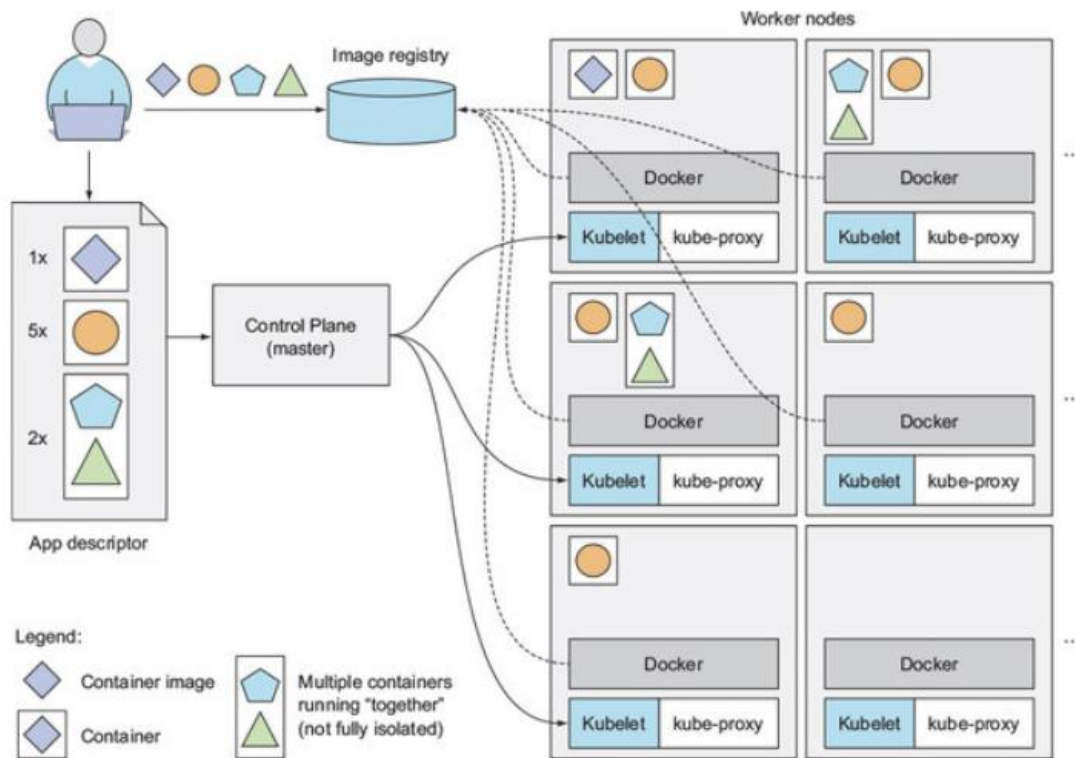 Worker nodes
Image registry
Docker
Docker
Kubelet
kube-proxy
Kubelet
kube-proxy
...
1x
5x
2x
Control Plane
(master)
Docker
Docker
Kubelet
kube-proxy
Kubelet
kube-proxy
...
App descriptor
Docker
Docker
Kubelet
kube-proxy
Kubelet
kube-proxy
...
Legend:
Container image
Container
Multiple containers
running “together”
(not fully isolated)